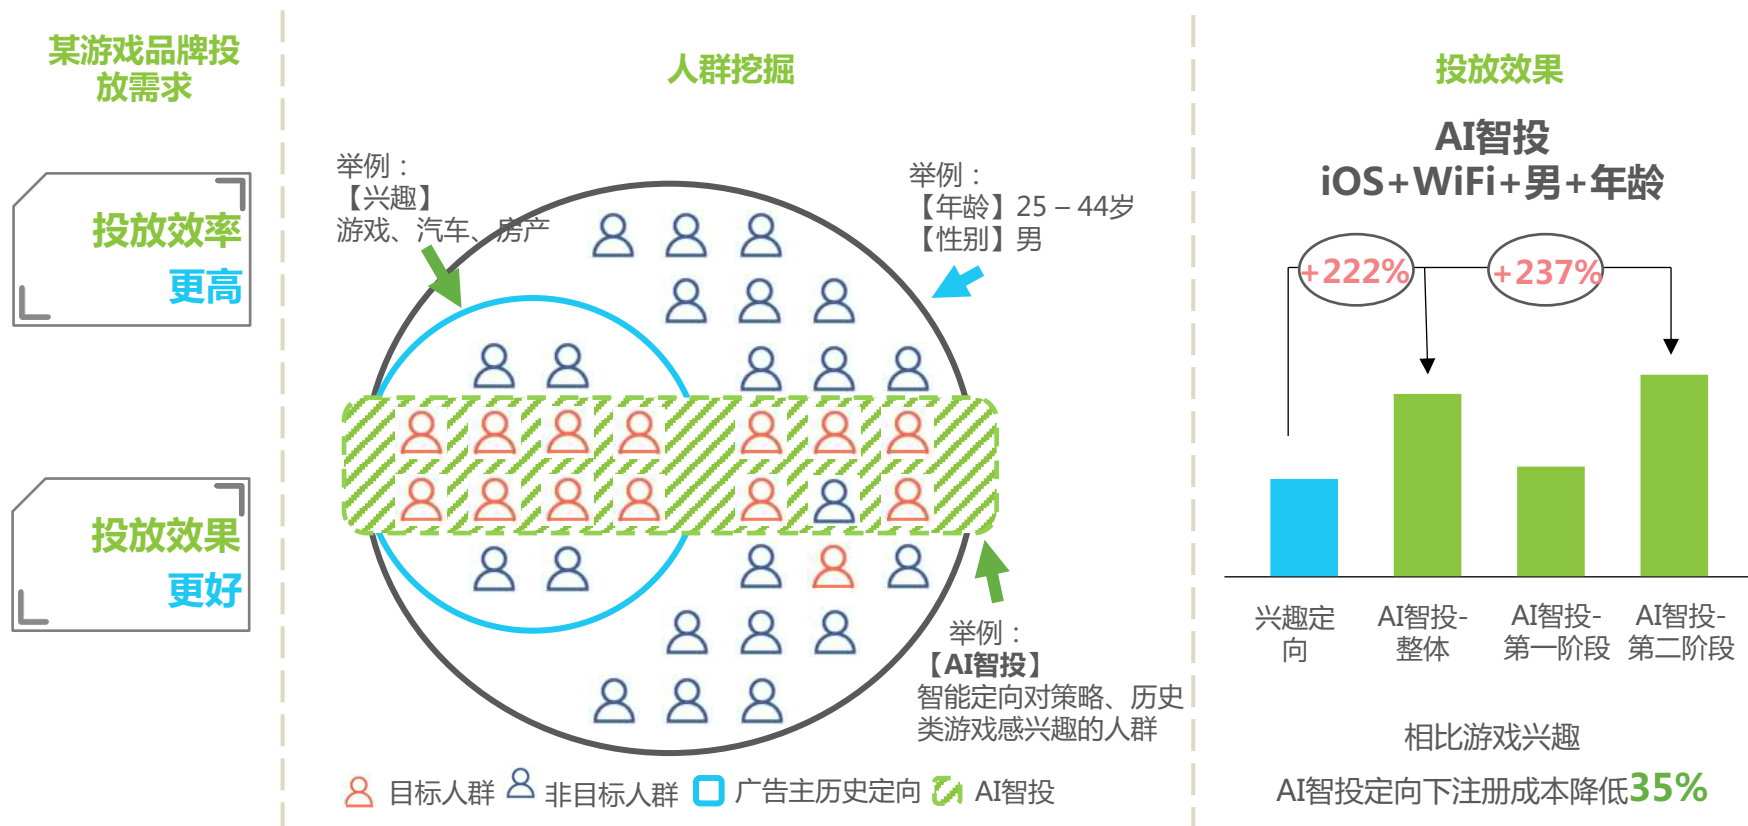 某游戏品牌投
放需求
投放效率
更高
投放效果
更好
人群挖掘
举例：
【兴趣】
游戏、汽车、房产
举例：
【年龄】25 – 44岁
【性别】男
举例：
【AI智投】
智能定向对策略、历史
类游戏感兴趣的人群
目标人群
非目标人群
广告主历史定向
AI智投
投放效果
AI智投
iOS+WiFi+男+年龄
+222%
+237%
兴趣定
向
AI智投-
整体
AI智投-
第一阶段
AI智投-
第二阶段
相比游戏兴趣
AI智投定向下注册成本降低35%